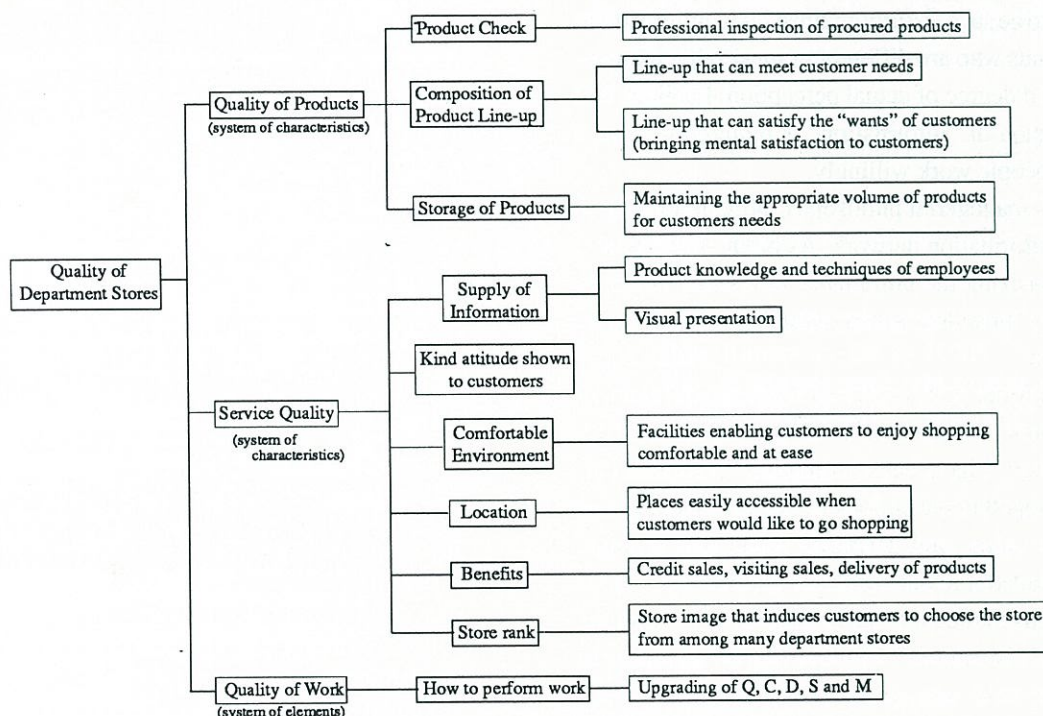 Quality of
Department Stores
Quality of Products
(system of characteristics)
Product Check
Professional inspection of procured products
Composition of
Product Line-up
Line-up that can meet customer needs
Line-up that can satisfy the “wants” of customers
(bringing mental satisfaction to customers)
Storage of Products
Maintaining the appropriate volume of products
for customers needs
Service Quality
(system of
characteristics)
Supply of
Information
Product knowledge and techniques of employees
Visual presentation
Kind attitude shown
to customers
Comfortable
Environment
Facilities enabling customers to enjoy shopping
comfortable and at ease
Location
Places easily accessible when
customers would like to go shopping
Benefits
Credit sales, visiting sales, delivery of products
Store rank
Store image that induces customers to choose the store
from among many department stores
Quality of Work
(system of elements)
How to perform work
Upgrading of Q, C, D, S and M